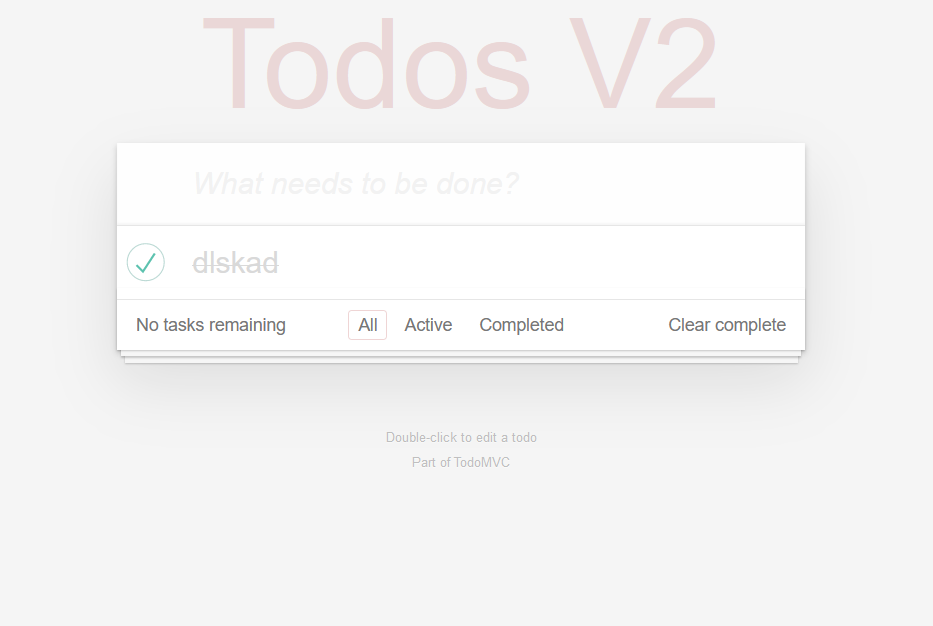 Todos V2
What needs to be done?
dlskad
No tasks remaining All Active Completed Clear complete
Double-click to edit a todo
Part of TodoMVC